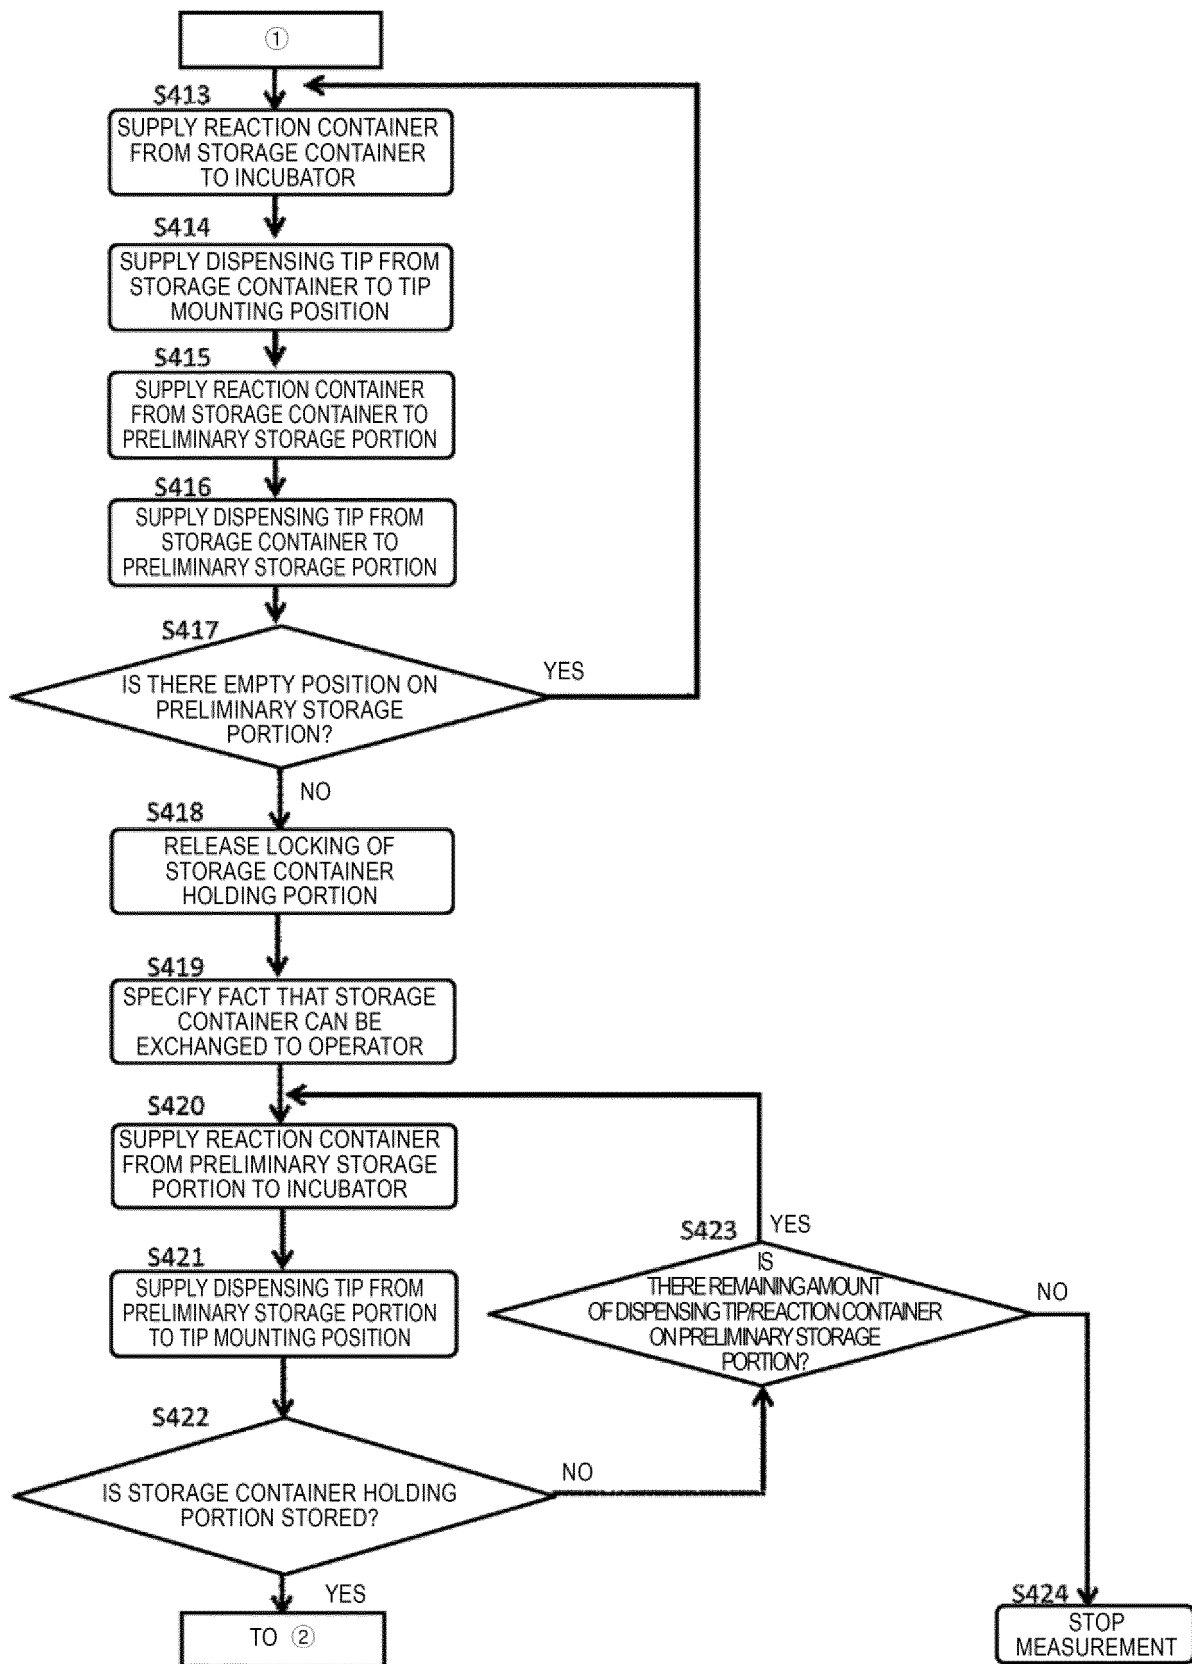 ①
S413
SUPPLY REACTION CONTAINER
FROM STORAGE CONTAINER
TO INCUBATOR
S414
SUPPLY DISPENSING TIP FROM
STORAGE CONTAINER TO TIP
MOUNTING POSITION
S415
SUPPLY REACTION CONTAINER
FROM STORAGE CONTAINER TO
PRELIMINARY STORAGE PORTION
S416
SUPPLY DISPENSING TIP FROM
STORAGE CONTAINER TO
PRELIMINARY STORAGE PORTION
S417
IS THERE EMPTY POSITION ON
PRELIMINARY STORAGE
PORTION?
YES
NO
S418
RELEASE LOCKING OF
STORAGE CONTAINER
HOLDING PORTION
S419
SPECIFY FACT THAT STORAGE
CONTAINER CAN BE
EXCHANGED TO OPERATOR
S420
SUPPLY REACTION CONTAINER
FROM PRELIMINARY STORAGE
PORTION TO INCUBATOR
S421
SUPPLY DISPENSING TIP FROM
PRELIMINARY STORAGE PORTION
TO TIP MOUNTING POSITION
S422
IS STORAGE CONTAINER HOLDING
PORTION STORED?
NO
YES
TO ②
S423
YES
IS
THERE REMAINING AMOUNT
OF DISPENSING TIP/REACTION CONTAINER
ON PRELIMINARY STORAGE
PORTION?
NO
S424
STOP
MEASUREMENT